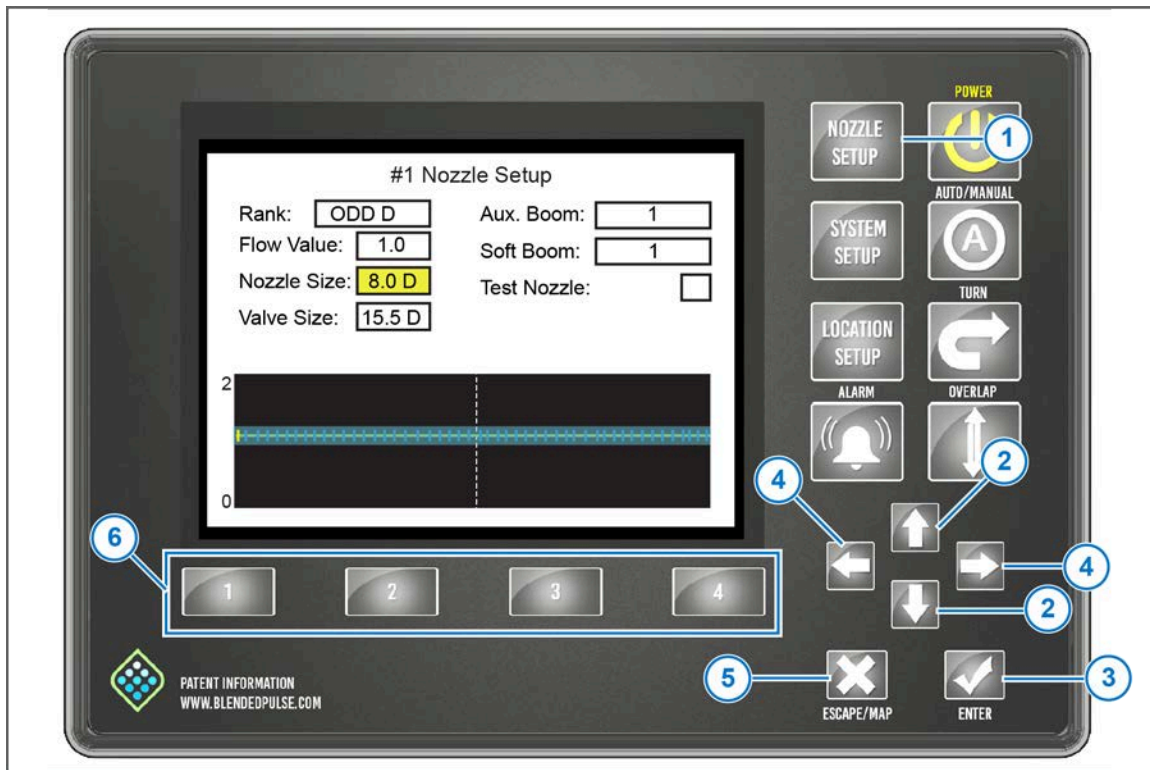 #1 Nozzle Setup
Rank: ODD D
Flow Value: 1.0
Nozzle Size: 8.0 D
Valve Size: 15.5 D
Aux. Boom: 1
Soft Boom: 1
Test Nozzle:
2
0
POWER
NOZZLE
SETUP
1
AUTO/MANUAL
SYSTEM
SETUP
A
TURN
LOCATION
SETUP
ALARM
OVERLAP
2
4
4
2
6
1
2
3
4
5
3
ESCAPE/MAP
ENTER
PATENT INFORMATION
WWW.BLENDEDPULSE.COM